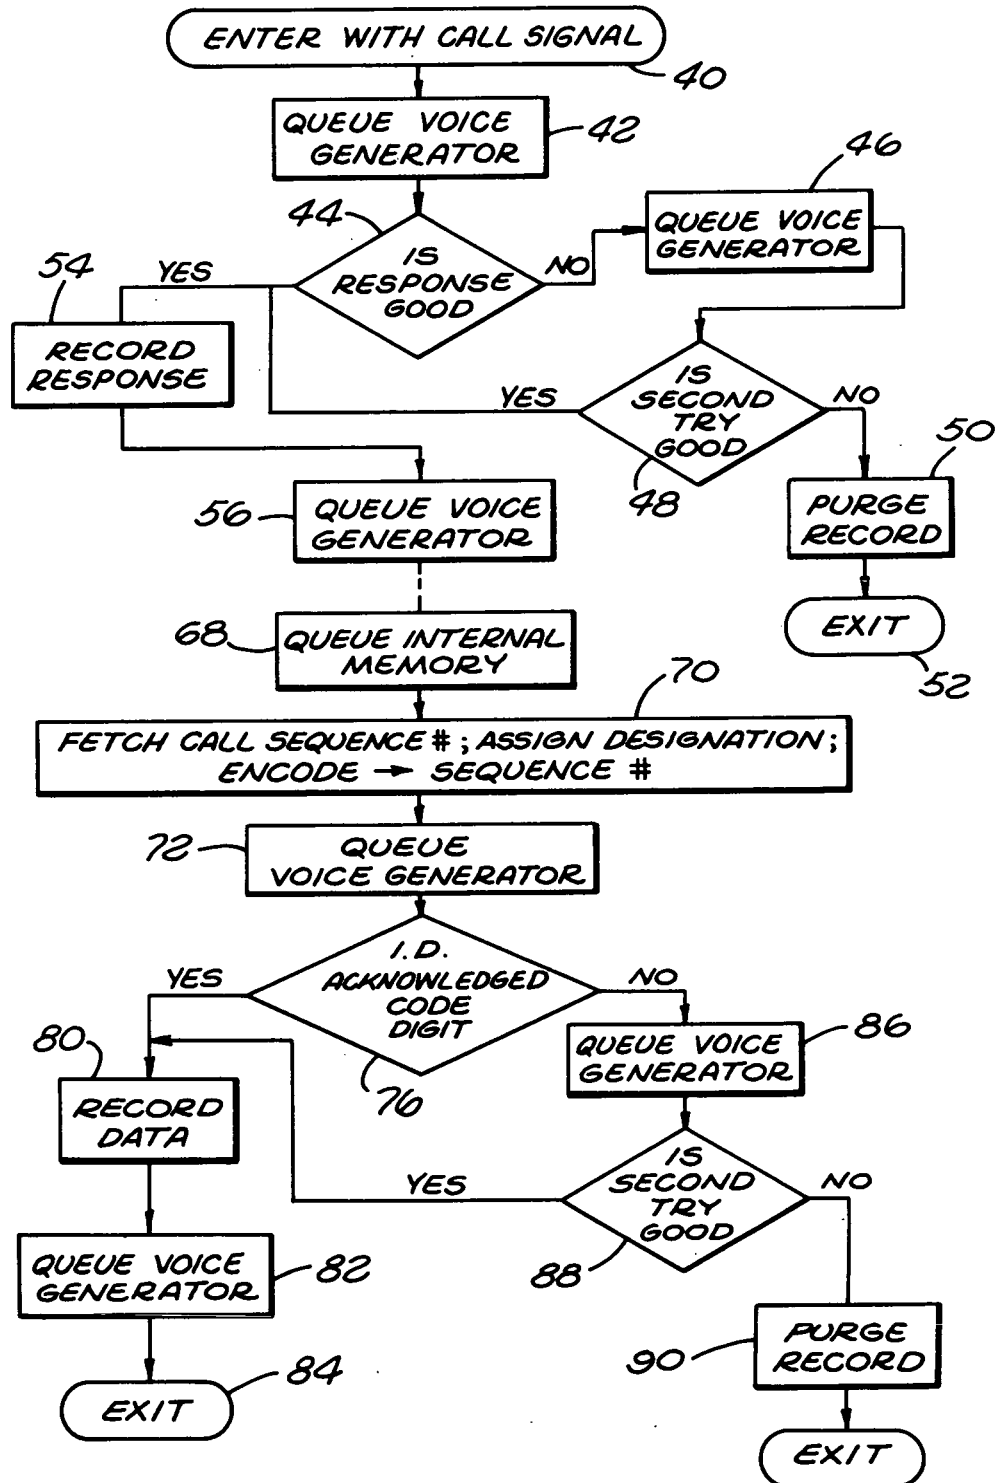 ENTER WITH CALL SIGNAL
40
QUEUE VOICE
GENERATOR
42
44
IS
RESPONSE
GOOD
YES
NO
46
QUEUE VOICE
GENERATOR
54
RECORD
RESPONSE
IS
SECOND
TRY
GOOD
YES
NO
48
50
PURGE
RECORD
EXIT
52
56
QUEUE VOICE
GENERATOR
68
QUEUE INTERNAL
MEMORY
70
FETCH CALL SEQUENCE #; ASSIGN DESIGNATION;
ENCODE → SEQUENCE #
72
QUEUE
VOICE GENERATOR
I.D.
ACKNOWLEDGED
CODE
DIGIT
YES
NO
76
80
RECORD
DATA
QUEUE VOICE
GENERATOR
86
IS
SECOND
TRY
GOOD
YES
NO
88
QUEUE VOICE
GENERATOR
82
EXIT
84
90
PURGE
RECORD
EXIT